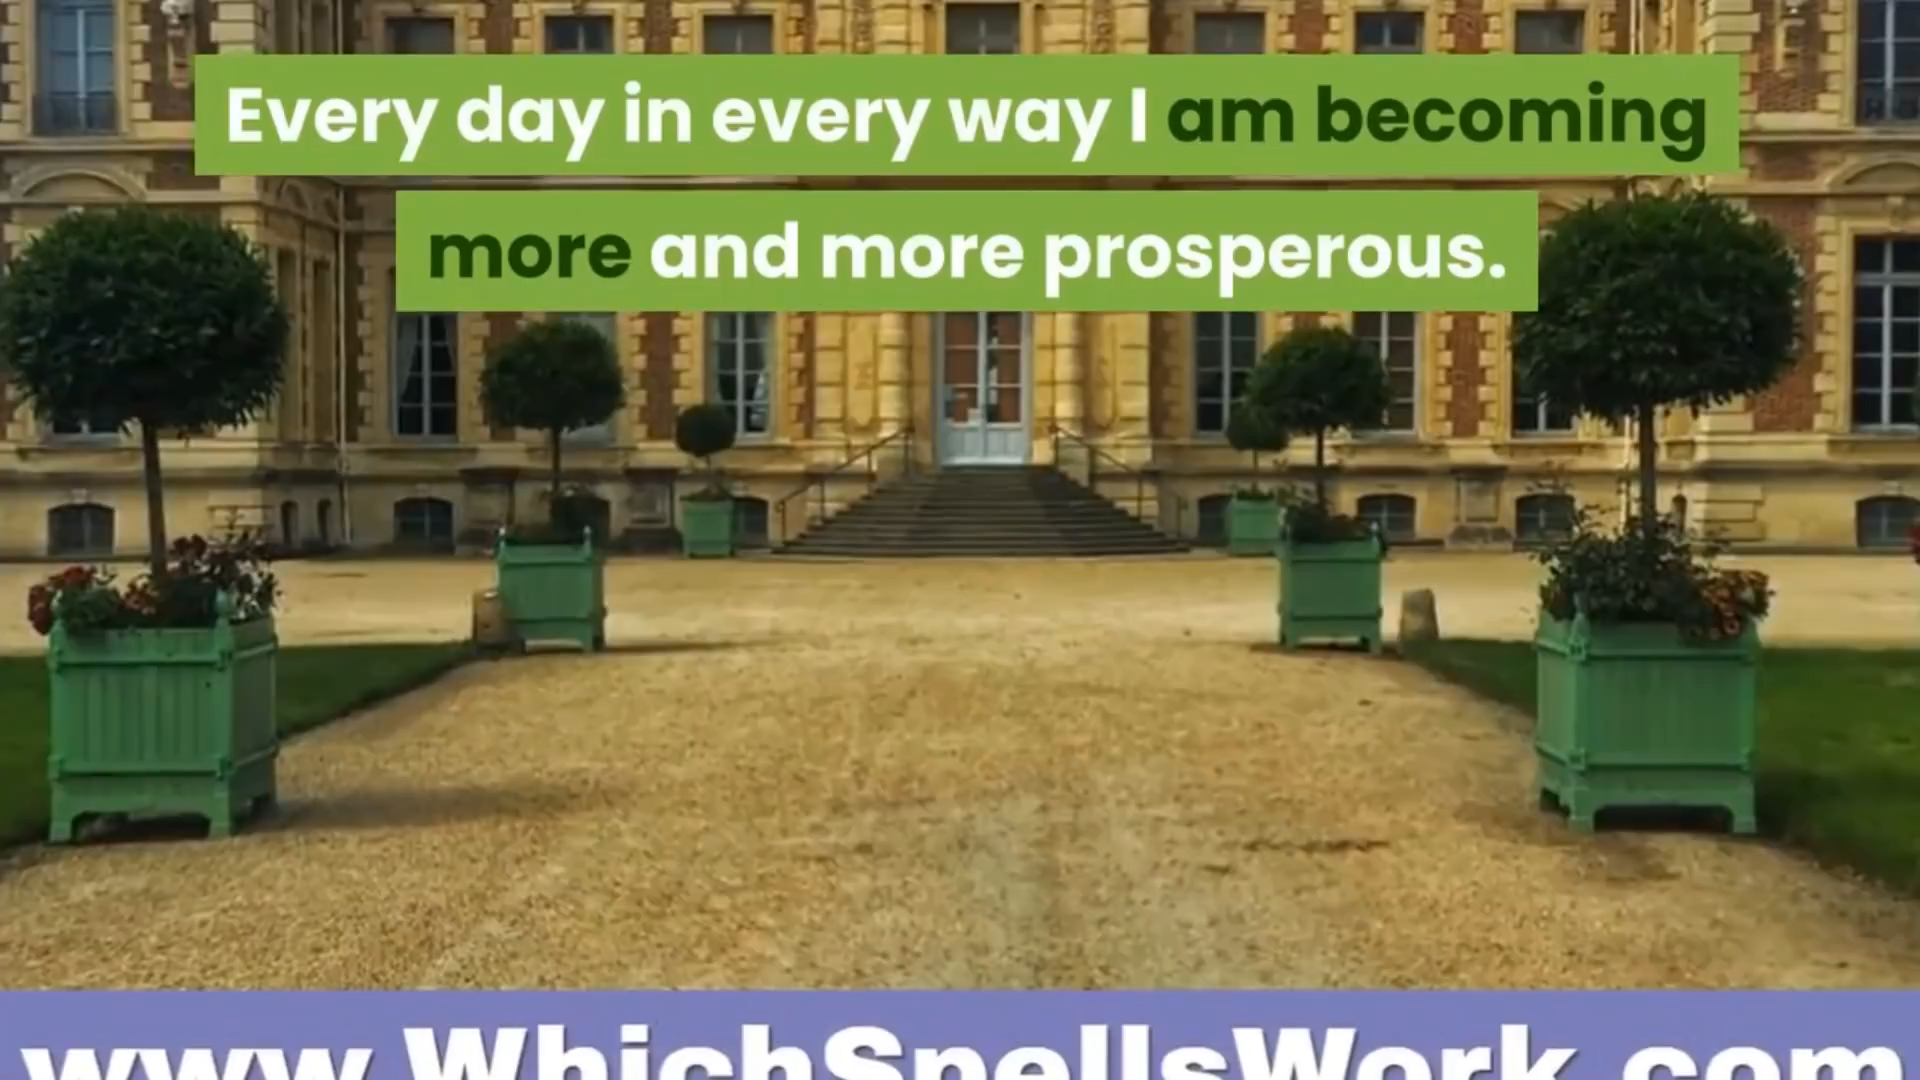 Every day in every way I am becoming
more and more prosperous.
www.WhichSpellsWork.com